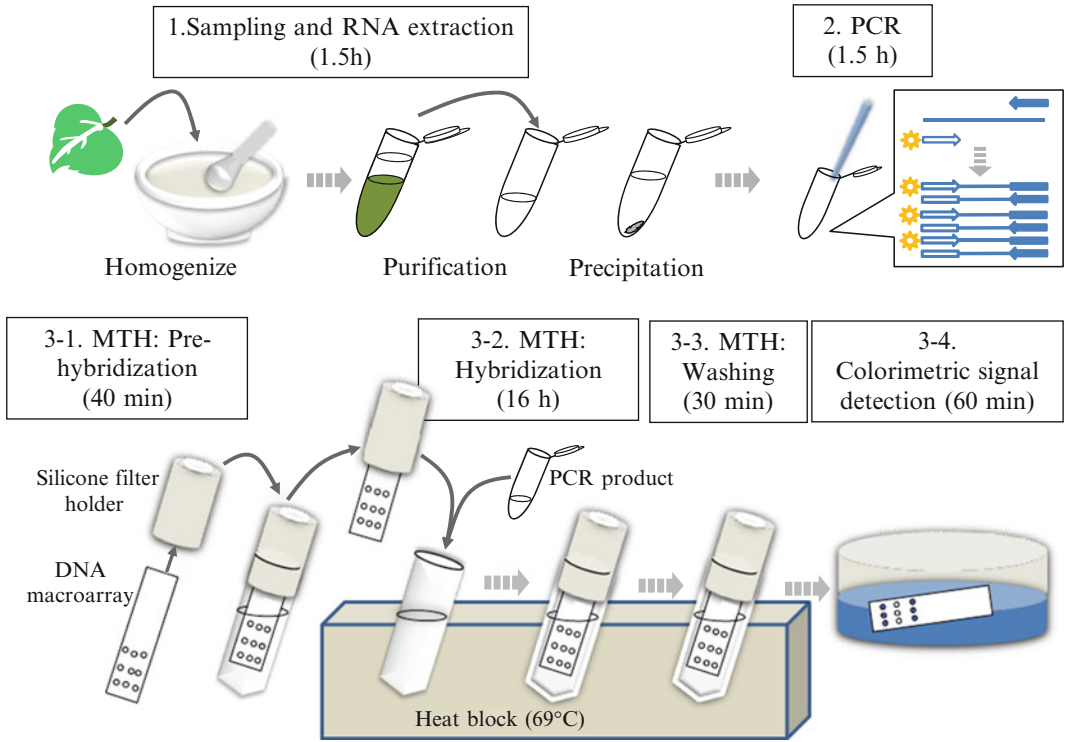 1.Sampling and RNA extraction
(1.5h)
2. PCR
(1.5 h)
Homogenize
Purification
Precipitation
3-1. MTH: Pre-
hybridization
(40 min)
3-2. MTH:
Hybridization
(16 h)
3-3. MTH:
Washing
(30 min)
3-4.
Colorimetric signal
detection (60 min)
Silicone filter
holder
PCR product
DNA
macroarray
Heat block (69°C)